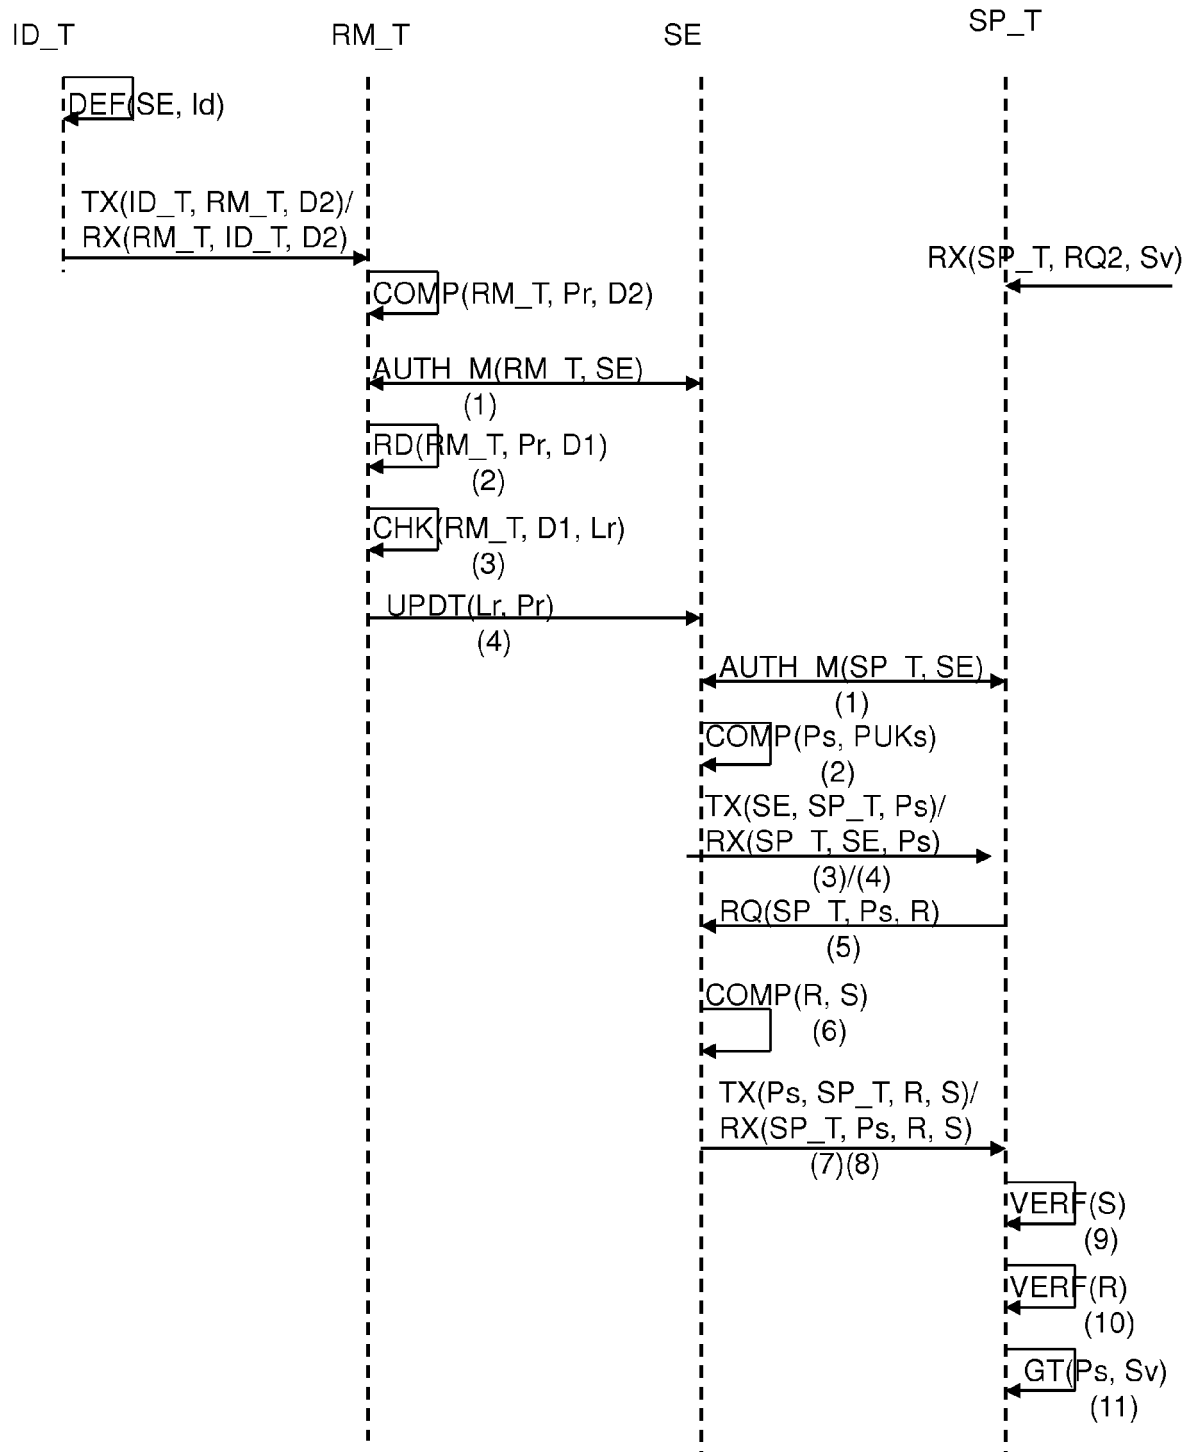 ID_T
RM_T
SE
SP_T
DEF(SE, Id)
TX(ID_T, RM_T, D2)/
RX(RM_T, ID_T, D2)
RX(SP_T, RQ2, Sv)
COMP(RM_T, Pr, D2)
AUTH_M(RM_T, SE)
(1)
RD(RM_T, Pr, D1)
(2)
CHK(RM_T, D1, Lr)
(3)
UPDT(Lr, Pr)
(4)
AUTH_M(SP_T, SE)
(1)
COMP(Ps, PUKs)
(2)
TX(SE, SP_T, Ps)/
RX(SP_T, SE, Ps)
(3)/(4)
RQ(SP_T, Ps, R)
(5)
COMP(R, S)
(6)
TX(Ps, SP_T, R, S)/
RX(SP_T, Ps, R, S)
(7)(8)
VERF(S)
(9)
VERF(R)
(10)
GT(Ps, Sv)
(11)